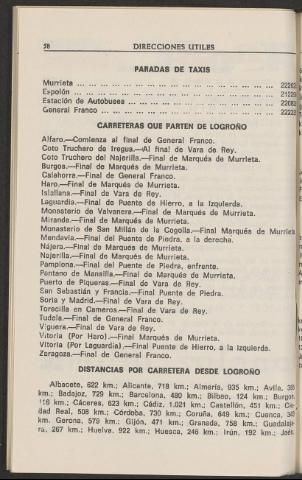 58 DIRECCIONES UTILES
PARADAS DE TAXIS
Murrieta ... 22282
Espolón ... 21229
Estación de Autobuses ... 22082
General Franco ... 22222
CARRETERAS QUE PARTEN DE LOGROÑO
Alfaro.—Comienza al final de General Franco.
Coto Truchero de Iregua.—Al final de Vara de Rey.
Coto Truchero del Najerilla.—Final de Marqués de Murrieta.
Burgos.—Final de Marqués de Murrieta.
Calahorra.—Final de General Franco.
Haro.—Final de Marqués de Murrieta.
Islallana.—Final de Vara de Rey.
Laguardia.—Final de Puente de Hierro, a la izquierda.
Monasterio de Valvanera.—Final de Marqués de Murrieta.
Miranda.—Final de Marqués de Murrieta.
Monasterio de San Millán de la Cogolla.—Final Marqués de Murrieta
Mendavia.—Final del Puente de Piedra, a la derecha.
Nájera.—Final de Marqués de Murrieta.
Najerilla.—Final de Marqués de Murrieta.
Pamplona.—Final del Puente de Piedra, enfrente.
Pantano de Mansilla.—Final de Marqués de Murrieta.
Puerto de Piqueras.—Final de Vara de Rey.
San Sebastián y Francia.—Final Puente de Piedra.
Soria y Madrid.—Final de Vara de Rey.
Torecilla en Cameros.—Final de Vara de Rey.
Tudela.—Final de General Franco.
Viguera.—Final de Vara de Rey.
Vitoria (Por Haro).—Final Marqués de Murrieta.
Vitoria (Por Laguardia).—Final Puente de Hierro, a la izquierda.
Zaragoza.—Final de General Franco.
DISTANCIAS POR CARRETERA DESDE LOGROÑO
Albacete, 622 km.; Alicante, 718 km.; Almería, 935 km.; Avila,
km.; Badajoz, 729 km.; Barcelona, 480 km.; Bilbao, 124 km.; Burgos,
km.; Cáceres, 623 km.; Cádiz, 1.021 km.; Castellón, 451 km.; Ciu-
dad Real, 508 km.; Córdoba, 730 km.; Coruña, 649 km.; Cuenca,
km. Gerona, 579 km.; Gijón, 471 km.; Granada, 758 km.; Guadalaja-
ra, 267 km.; Huelva, 922 km.; Huesca, 246 km.; Irún, 192 km.; Jaén,